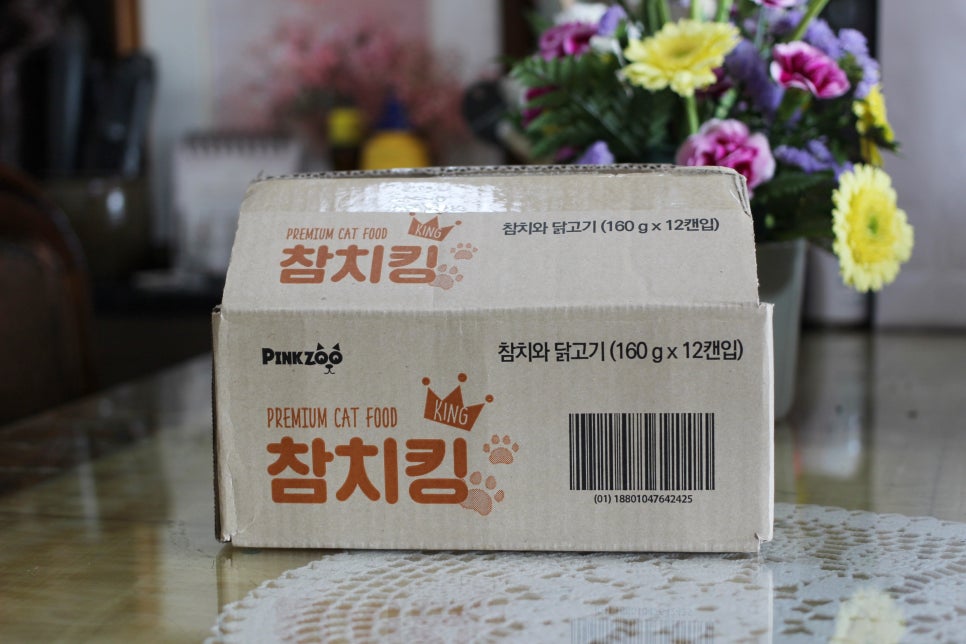 PREMIUM CAT FOOD
KING
참치킹
참치와 닭고기 (160 g x 12캔입)
PINKZOO
참치와 닭고기 (160 g x 12캔입)
PREMIUM CAT FOOD
KING
참치킹
(01) 18801047642425